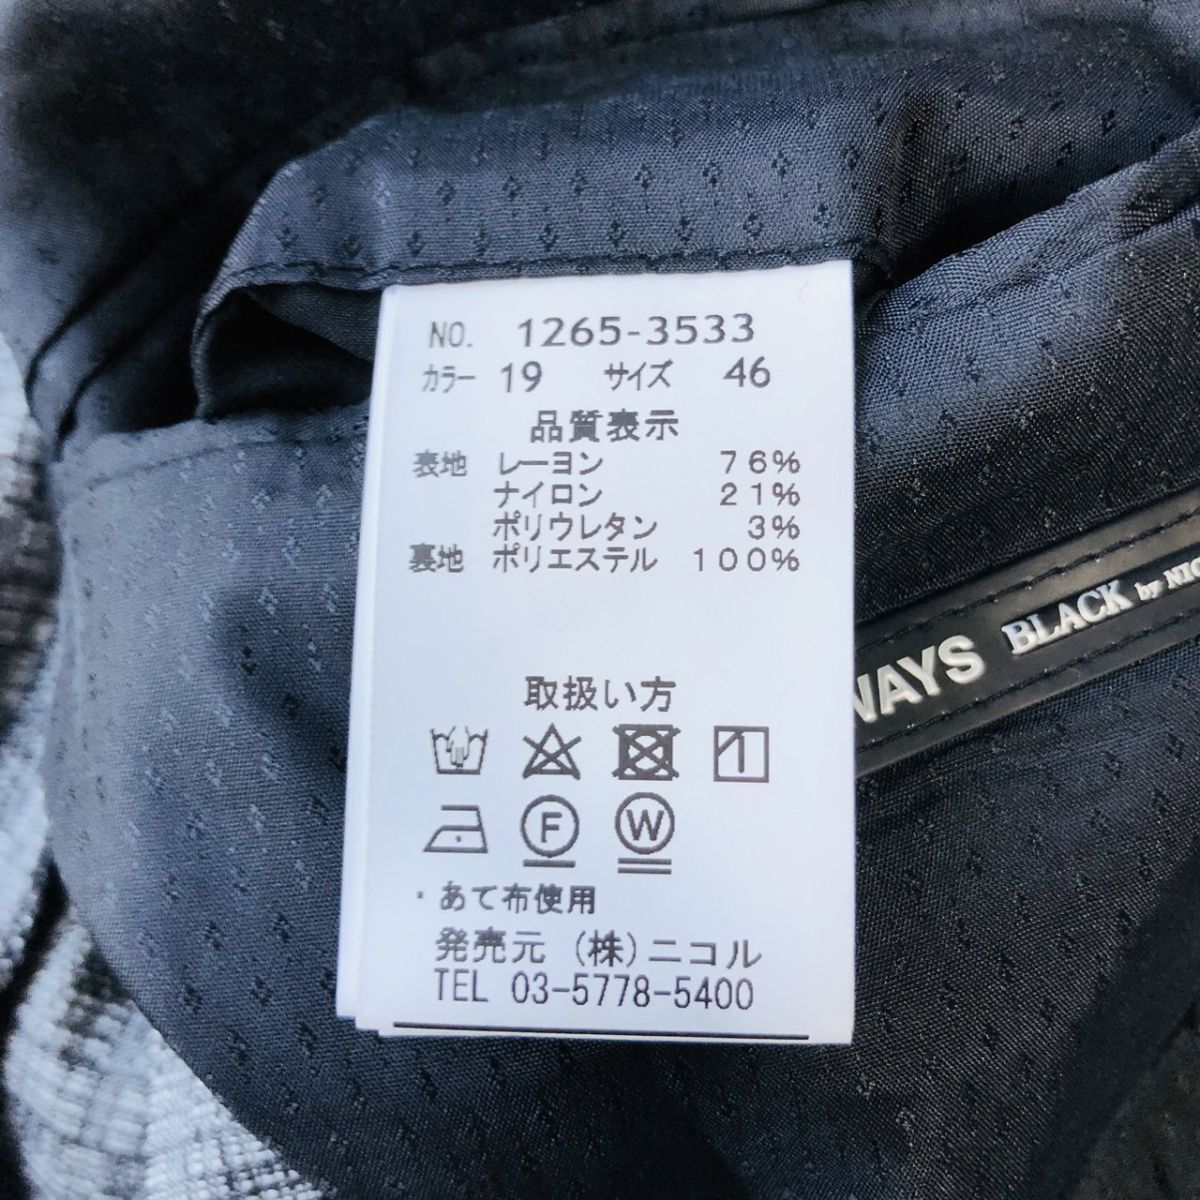 NO. 1265-3533
カラー 19 サイズ 46
品質表示
表地 レーヨン 76%
ナイロン 21%
ポリウレタン 3%
裏地 ポリエステル 100%
WAYS BLACK by NIC
取扱い方
F W
・あて布使用
発売元 (株)ニコル
TEL 03-5778-5400